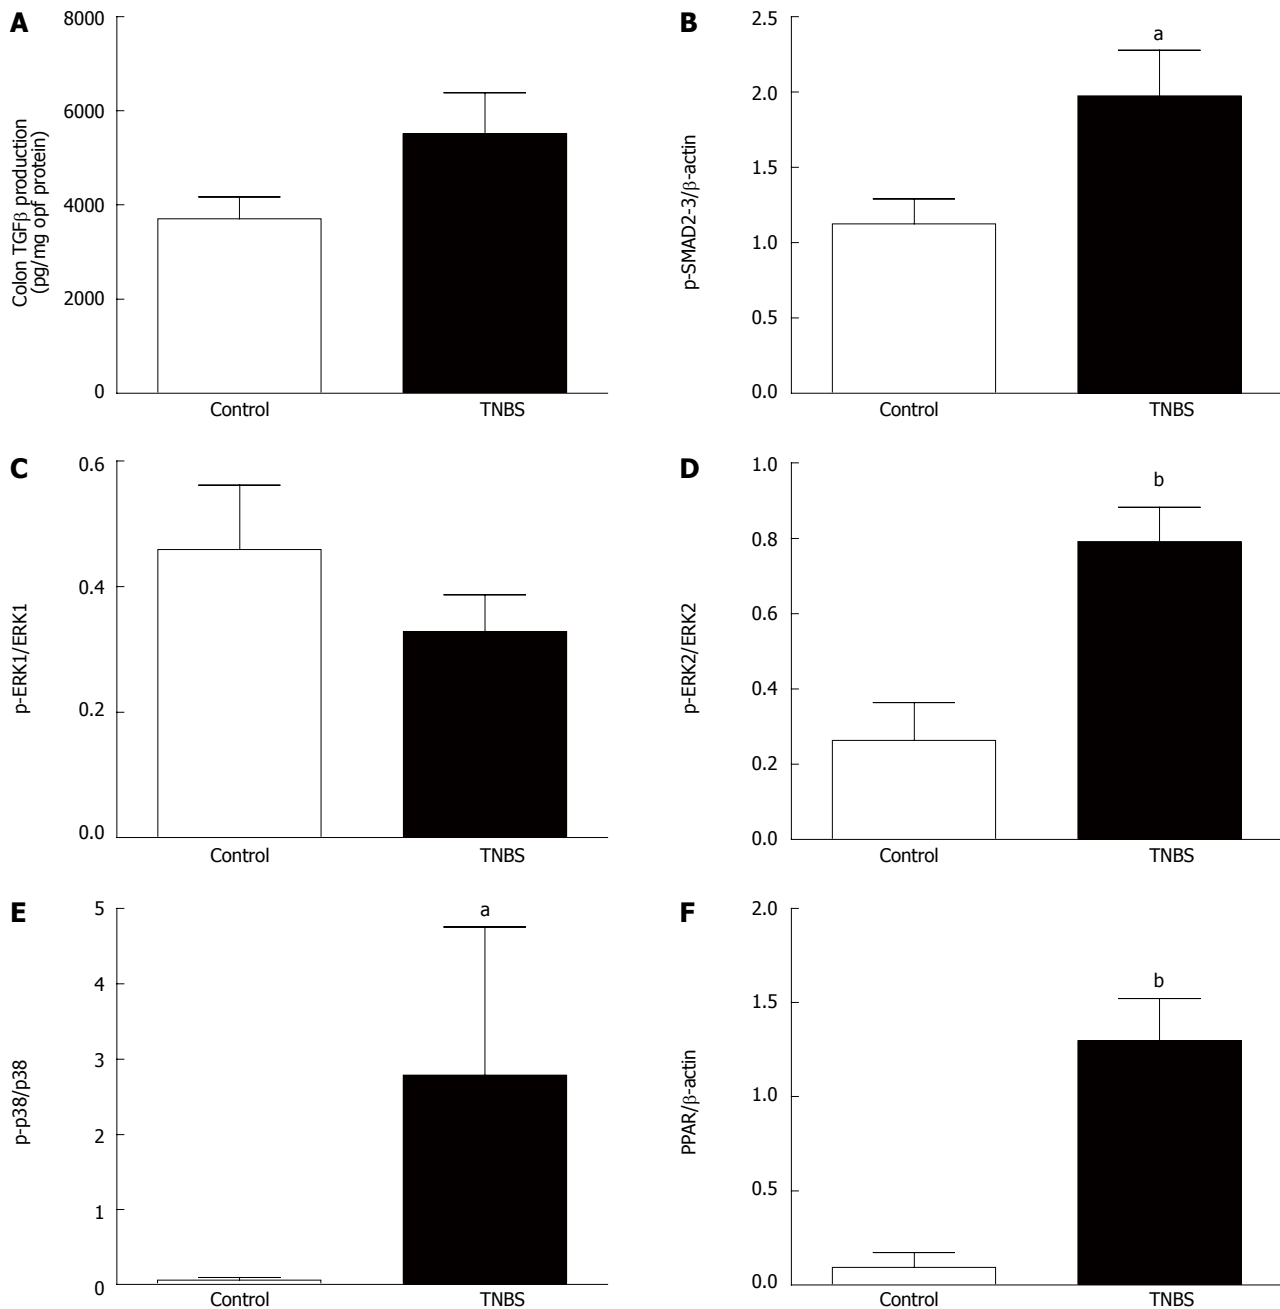 A
8000
6000
4000
2000
0
Colon TGFβ production
(pg/mg opf protein)
Control
TNBS
B
2.5
2.0
1.5
1.0
0.5
0.0
p-SMAD2-3/β-actin
a
Control
TNBS
C
0.6
0.4
0.2
0.0
p-ERK1/ERK1
Control
TNBS
D
1.0
0.8
0.6
0.4
0.2
0.0
p-ERK2/ERK2
b
Control
TNBS
E
5
4
3
2
1
0
p-p38/p38
a
Control
TNBS
F
2.0
1.5
1.0
0.5
0.0
PPAR/β-actin
b
Control
TNBS